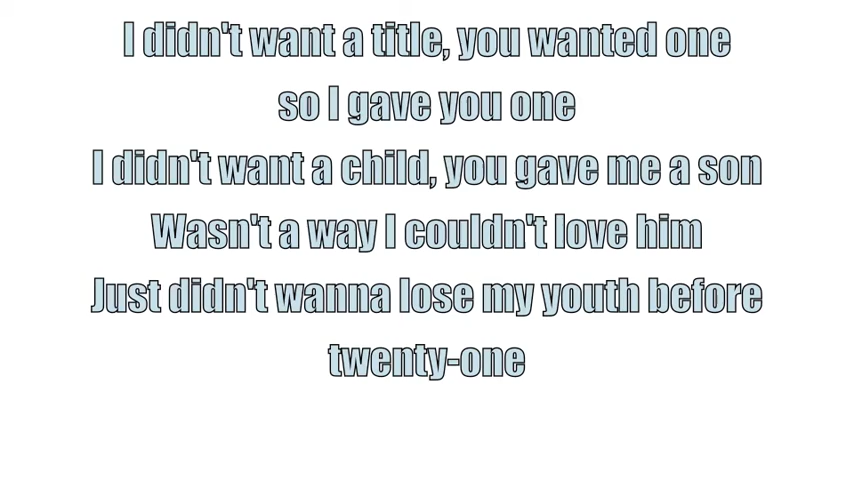 I didn't want a title, you wanted one
so I gave you one
I didn't want a child, you gave me a son
Wasn't a way I couldn't love him
Just didn't wanna lose my youth before
twenty-one